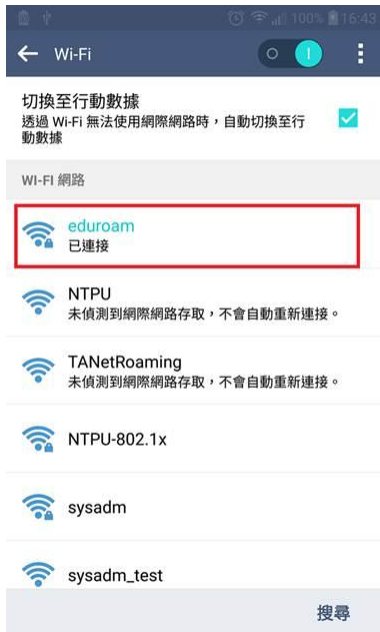 100% 16:43
Wi-Fi
切換至行動數據
透過 Wi-Fi 無法使用網際網路時，自動切換至行
動數據
WI-FI 網路
eduroam
已連接
NTPU
未偵測到網際網路存取，不會自動重新連接。
TANetRoaming
未偵測到網際網路存取，不會自動重新連接。
NTPU-802.1x
sysadm
sysadm_test
搜尋